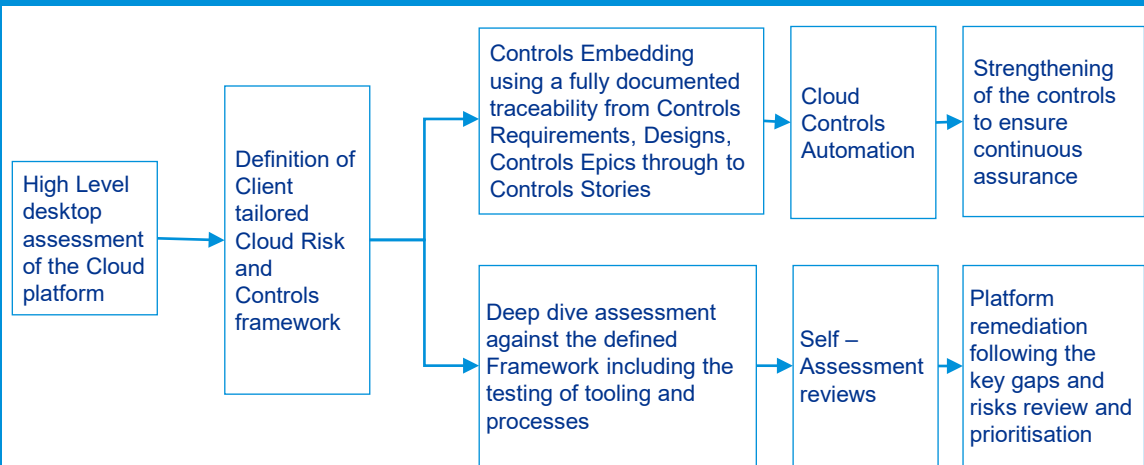 High Level
desktop
assessment
of the Cloud
platform
Definition of
Client
tailored
Cloud Risk
and
Controls
framework
Controls Embedding
using a fully documented
traceability from Controls
Requirements, Designs,
Controls Epics through to
Controls Stories
Cloud
Controls
Automation
Strengthening
of the controls
to ensure
continuous
assurance
Deep dive assessment
against the defined
Framework including the
testing of tooling and
processes
Self –
Assessment
reviews
Platform
remediation
following the
key gaps and
risks review and
prioritisation